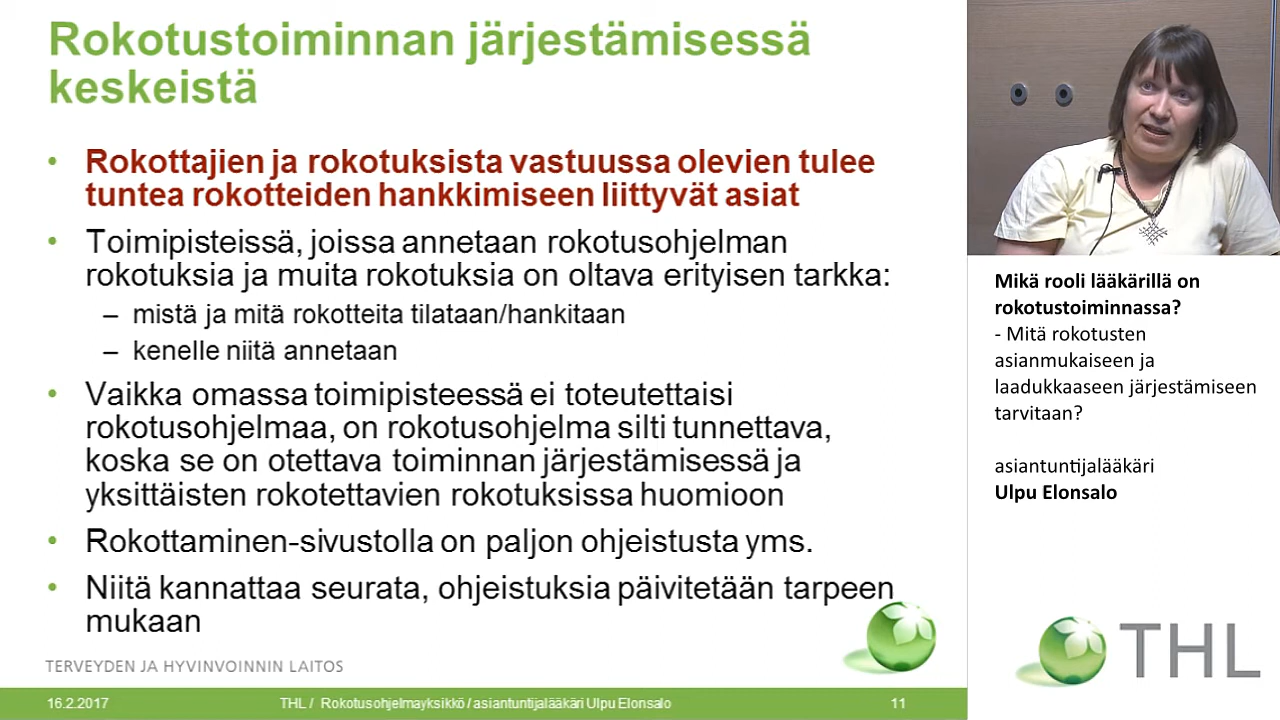 Rokotustoiminnan järjestämisessä
keskeistä
• Rokottajien ja rokotuksista vastuussa olevien tulee
tuntea rokotteiden hankkimiseen liittyvät asiat
• Toimipisteissä, joissa annetaan rokotusohjelman
rokotuksia ja muita rokotuksia on oltava erityisen tarkka:
– mistä ja mitä rokotteita tilataan/hankitaan
– kenelle niitä annetaan
• Vaikka omassa toimipisteessä ei toteutettaisi
rokotusohjelmaa, on rokotusohjelma silti tunnettava,
koska se on otettava toiminnan järjestämisessä ja
yksittäisten rokotettavien rokotuksissa huomioon
• Rokottaminen-sivustolla on paljon ohjeistusta yms.
• Niitä kannattaa seurata, ohjeistuksia päivitetään tarpeen
mukaan
TERVEYDEN JA HYVINVOINNIN LAITOS
16.2.2017 THL / Rokotusohjelmayksikkö / asiantuntijalääkäri Ulpu Elonsalo 11
Mikä rooli lääkärillä on
rokotustoiminnassa?
- Mitä rokotusten
asianmukaiseen ja
laadukkaaseen järjestämiseen
tarvitaan?
asiantuntijalääkäri
Ulpu Elonsalo
THL